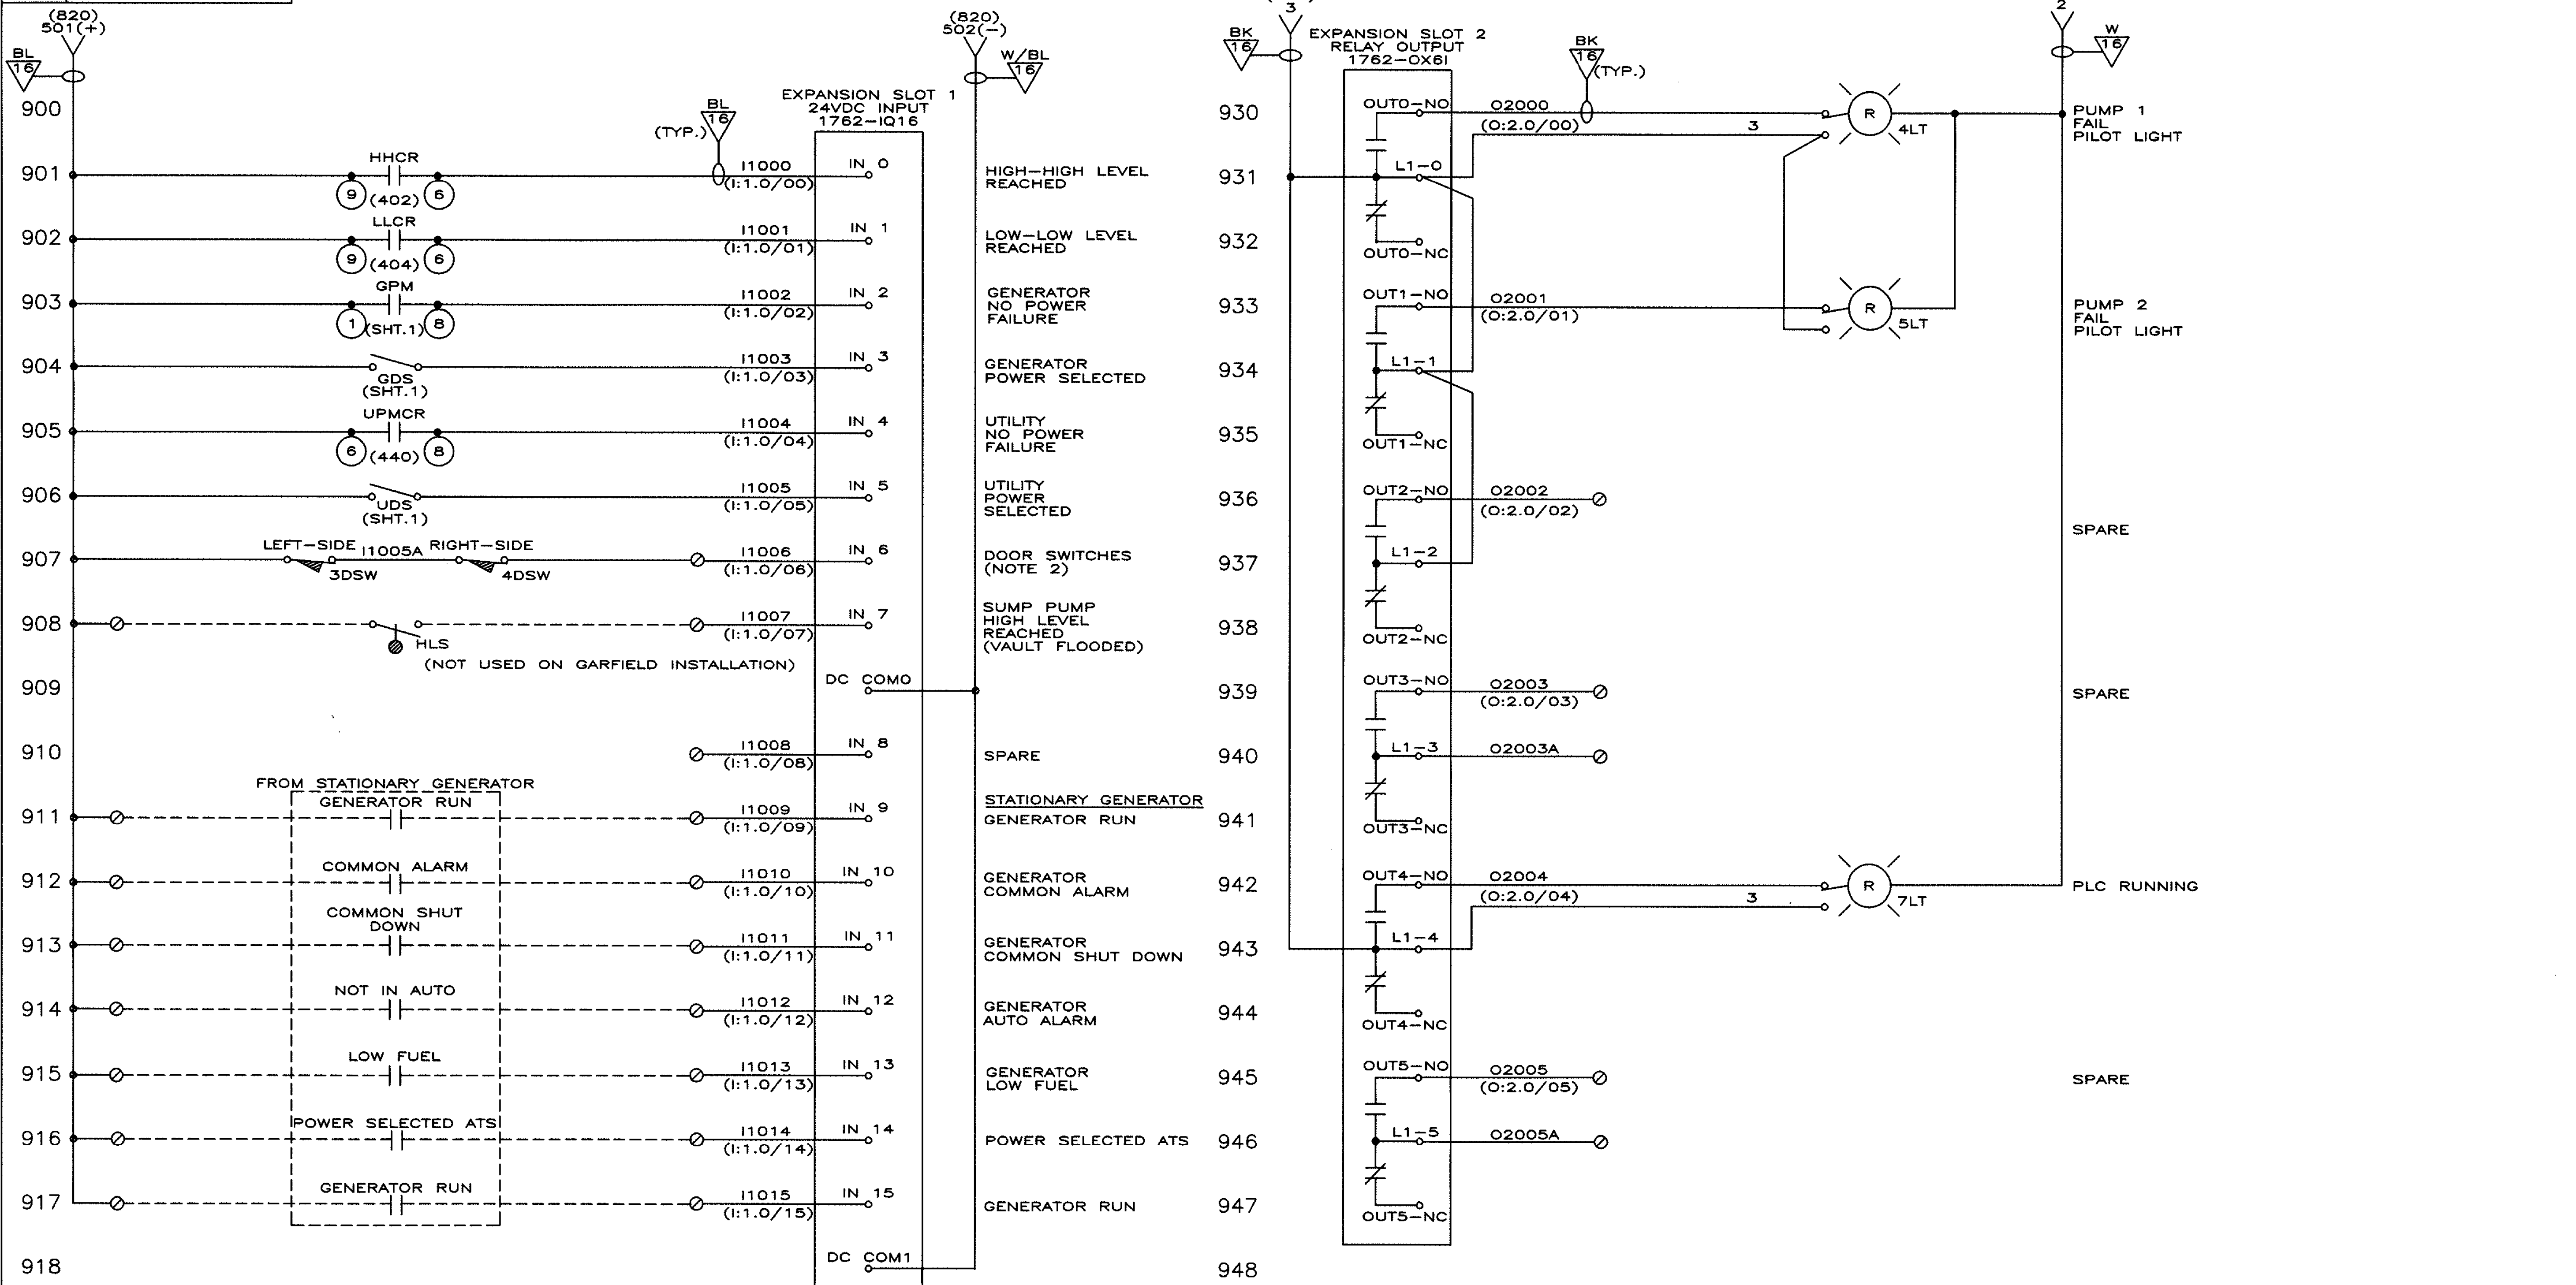 (820)
501(+)
BL
16
900
901
HHCR
9
(402)
6
902
LLCR
9
(404)
6
903
GPM
1
(SHT.1)
8
904
GDS
(SHT.1)
905
UPMCR
6
(440)
8
906
UDS
(SHT.1)
907
LEFT-SIDE
I1005A
RIGHT-SIDE
3DSW
4DSW
908
HLS
(NOT USED ON GARFIELD INSTALLATION)
909
910
FROM STATIONARY GENERATOR
911
GENERATOR RUN
912
COMMON ALARM
913
COMMON SHUT
DOWN
914
NOT IN AUTO
915
LOW FUEL
916
POWER SELECTED ATS
917
GENERATOR RUN
918
BL
16
(TYP.)
EXPANSION SLOT 1
24VDC INPUT
1762-IQ16
I1000
(I:1.0/00)
IN 0
I1001
(I:1.0/01)
IN 1
I1002
(I:1.0/02)
IN 2
I1003
(I:1.0/03)
IN 3
I1004
(I:1.0/04)
IN 4
I1005
(I:1.0/05)
IN 5
I1006
(I:1.0/06)
IN 6
I1007
(I:1.0/07)
IN 7
DC COM0
I1008
(I:1.0/08)
IN 8
I1009
(I:1.0/09)
IN 9
I1010
(I:1.0/10)
IN 10
I1011
(I:1.0/11)
IN 11
I1012
(I:1.0/12)
IN 12
I1013
(I:1.0/13)
IN 13
I1014
(I:1.0/14)
IN 14
I1015
(I:1.0/15)
IN 15
DC COM1
(820)
502(-)
W/BL
16
HIGH-HIGH LEVEL
REACHED
LOW-LOW LEVEL
REACHED
GENERATOR
NO POWER
FAILURE
GENERATOR
POWER SELECTED
UTILITY
NO POWER
FAILURE
UTILITY
POWER
SELECTED
DOOR SWITCHES
(NOTE 2)
SUMP PUMP
HIGH LEVEL
REACHED
(VAULT FLOODED)
SPARE
STATIONARY GENERATOR
GENERATOR RUN
GENERATOR
COMMON ALARM
GENERATOR
COMMON SHUT DOWN
GENERATOR
AUTO ALARM
GENERATOR
LOW FUEL
POWER SELECTED ATS
GENERATOR RUN
3
BK
16
EXPANSION SLOT 2
RELAY OUTPUT
1762-OX6I
BK
16
(TYP.)
2
W
16
930
OUT0-NO
O2000
(O:2.0/00)
3
R
4LT
PUMP 1
FAIL
PILOT LIGHT
931
L1-0
932
OUT0-NC
933
OUT1-NO
O2001
(O:2.0/01)
R
5LT
PUMP 2
FAIL
PILOT LIGHT
934
L1-1
935
OUT1-NC
936
OUT2-NO
O2002
(O:2.0/02)
SPARE
937
L1-2
938
OUT2-NC
939
OUT3-NO
O2003
(O:2.0/03)
SPARE
940
L1-3
O2003A
941
OUT3-NC
942
OUT4-NO
O2004
(O:2.0/04)
3
R
7LT
PLC RUNNING
943
L1-4
944
OUT4-NC
945
OUT5-NO
O2005
(O:2.0/05)
SPARE
946
L1-5
O2005A
947
OUT5-NC
948